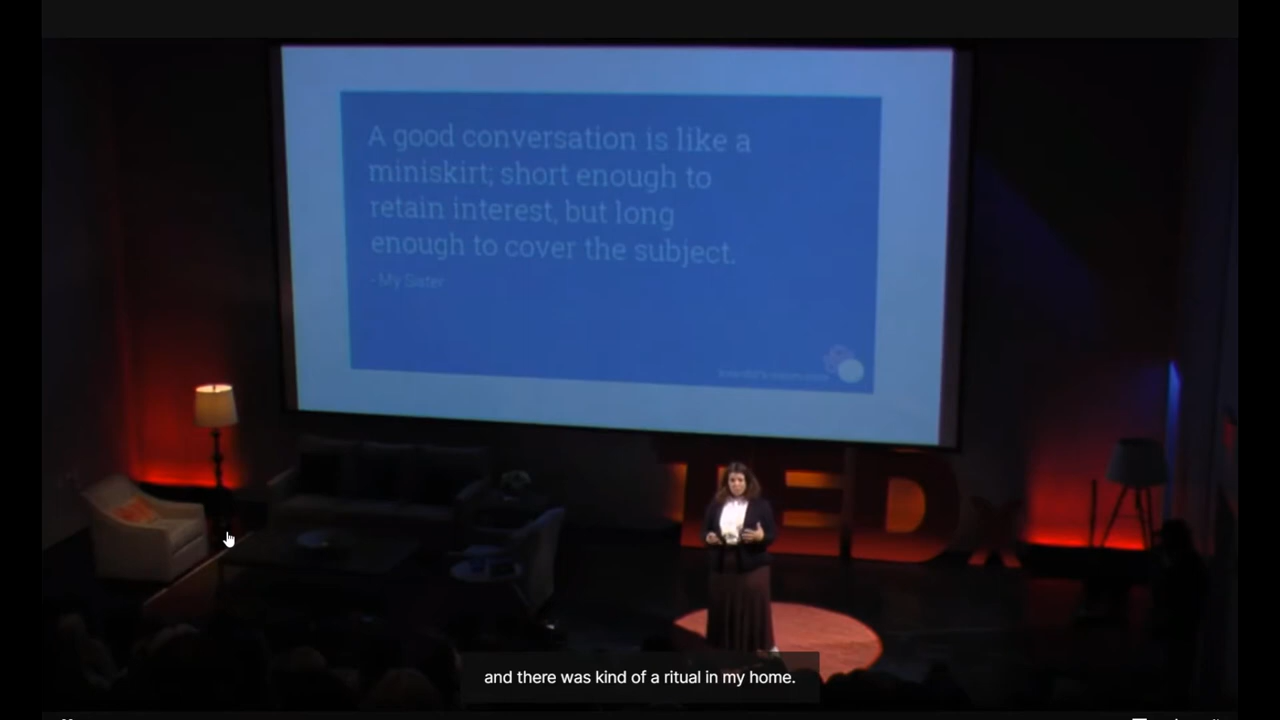 A good conversation is like a
miniskirt; short enough to
retain interest, but long
enough to cover the subject.
- My Sister
TEDx
and there was kind of a ritual in my home.